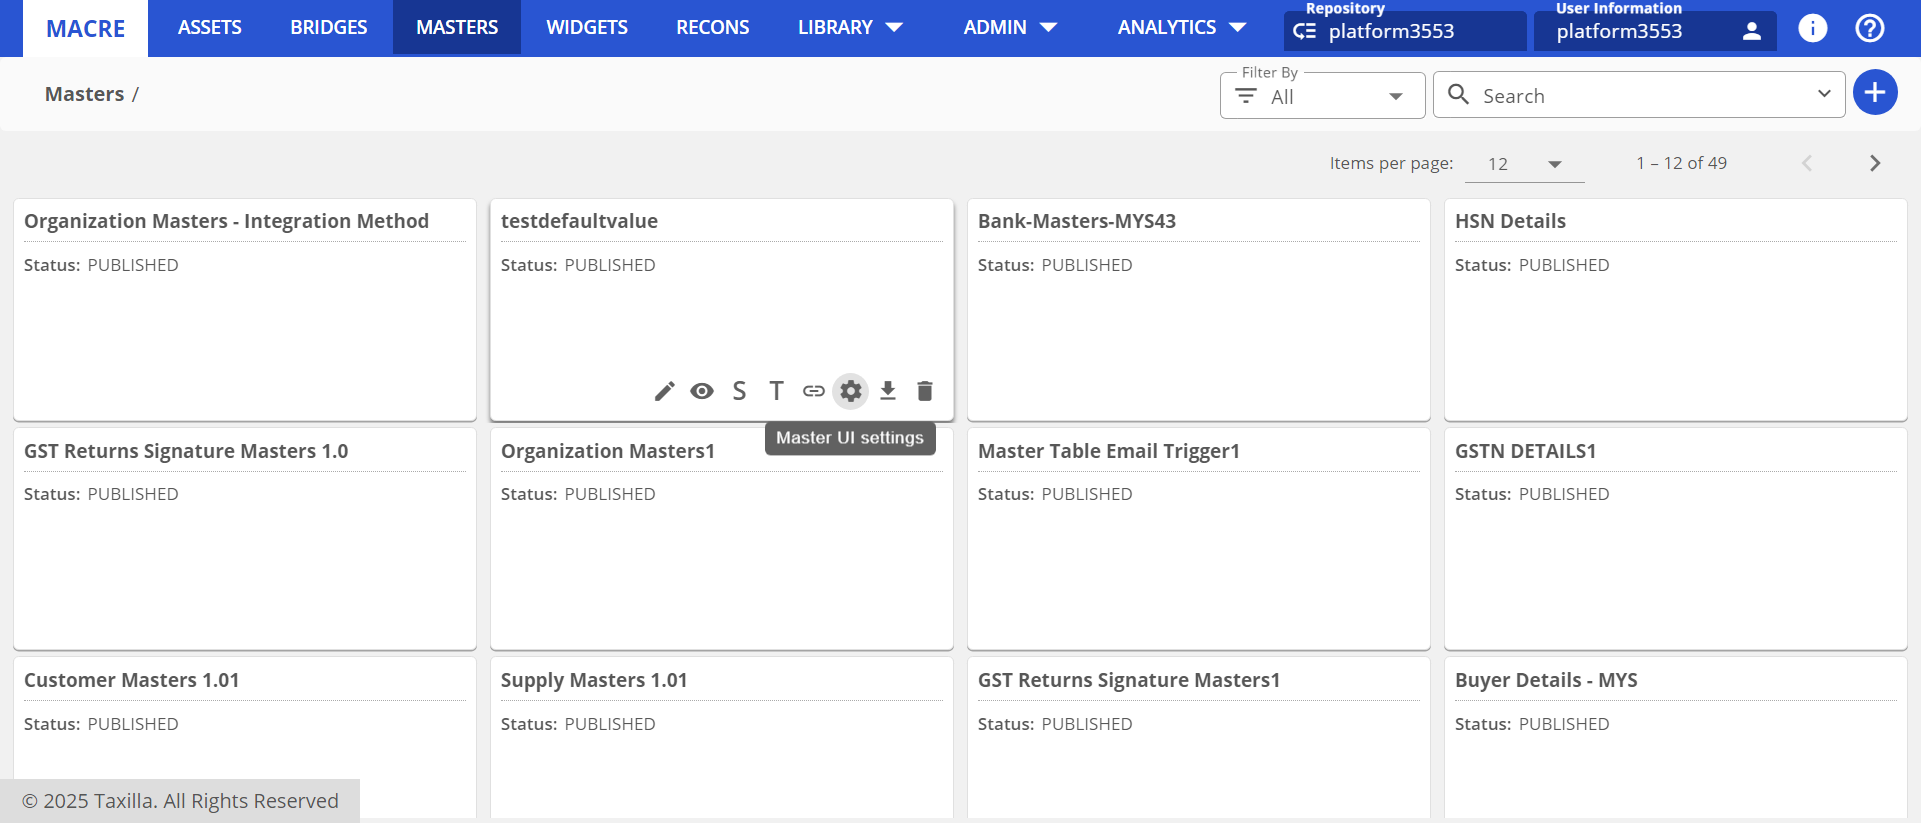 MACRE ASSETS BRIDGES MASTERS WIDGETS RECONS LIBRARY ADMIN ANALYTICS
Repository
platform3553
User Information
platform3553
Masters /
Filter By
All
Search
Items per page: 12 1 – 12 of 49
Organization Masters - Integration Method
Status: PUBLISHED
testdefaultvalue
Status: PUBLISHED
S T
Master UI settings
Bank-Masters-MYS43
Status: PUBLISHED
HSN Details
Status: PUBLISHED
GST Returns Signature Masters 1.0
Status: PUBLISHED
Organization Masters1
Status: PUBLISHED
Master Table Email Trigger1
Status: PUBLISHED
GSTN DETAILS1
Status: PUBLISHED
Customer Masters 1.01
Status: PUBLISHED
Supply Masters 1.01
Status: PUBLISHED
GST Returns Signature Masters1
Status: PUBLISHED
Buyer Details - MYS
Status: PUBLISHED
© 2025 Taxilla. All Rights Reserved